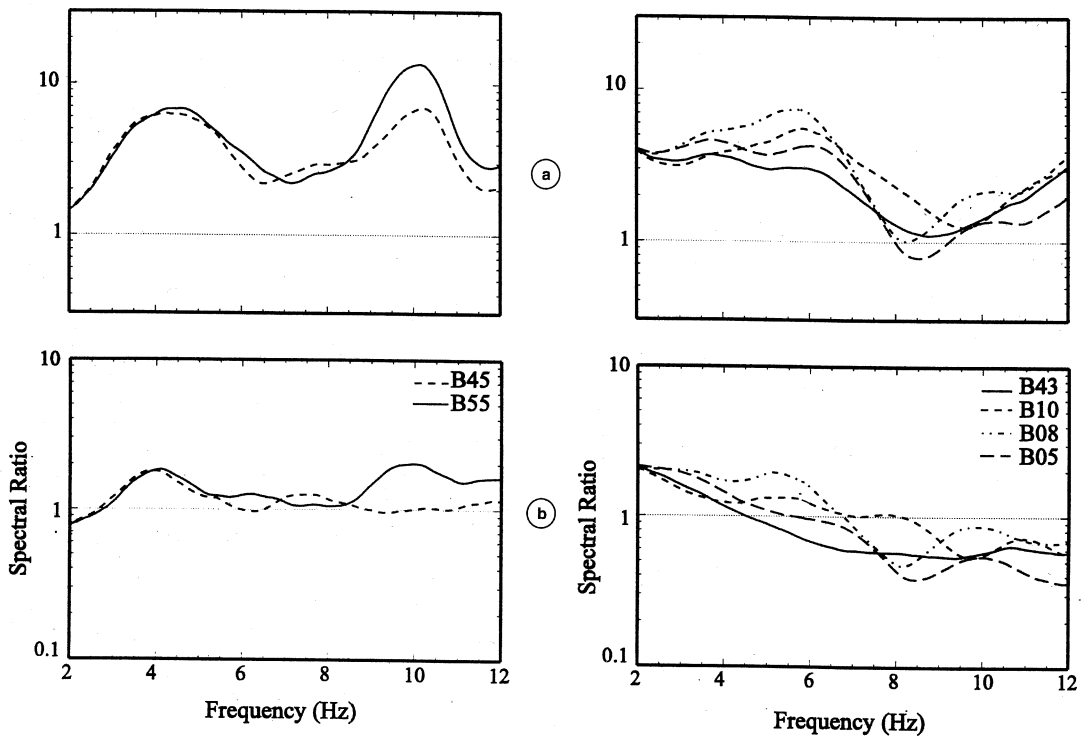 10
1
10
1
a
10
1
0.1
B45
B55
Spectral Ratio
2 4 6 8 10 12
Frequency (Hz)
b
10
1
0.1
B43
B10
B08
B05
Spectral Ratio
2 4 6 8 10 12
Frequency (Hz)